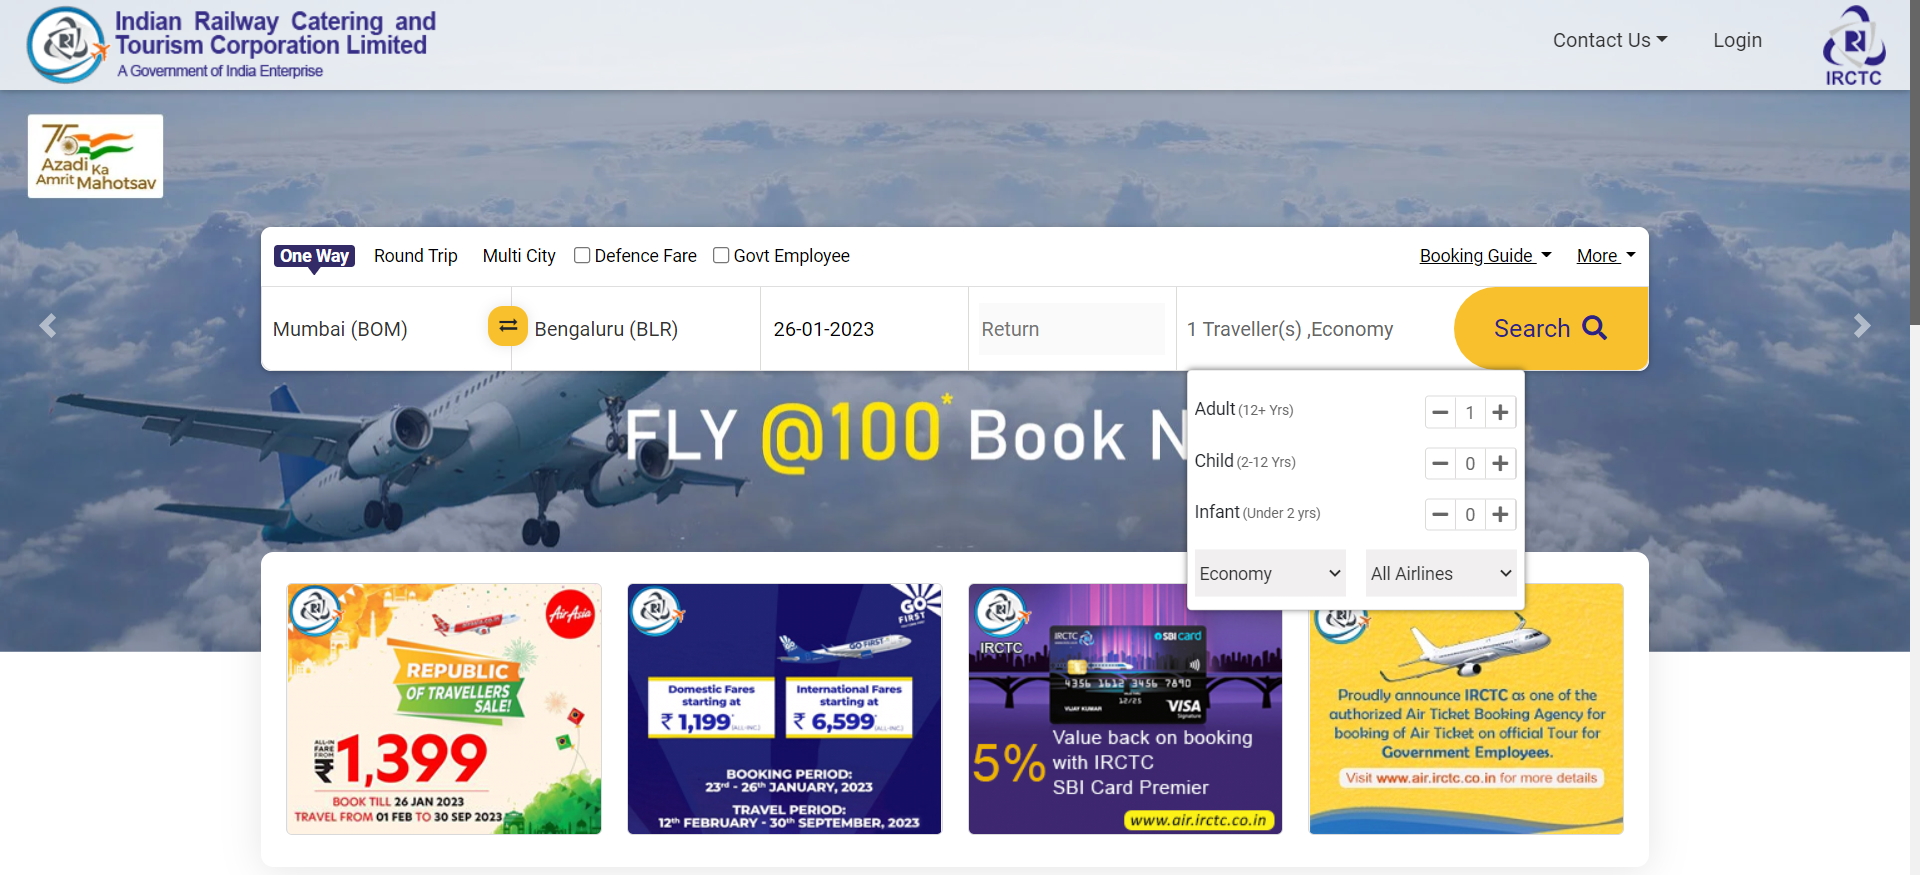 Indian Railway Catering and
Tourism Corporation Limited
A Government of India Enterprise
Contact Us
Login
IRCTC
75
Azadi Ka
Amrit Mahotsav
One Way
Round Trip
Multi City
Defence Fare
Govt Employee
Booking Guide
More
Mumbai (BOM)
Bengaluru (BLR)
26-01-2023
Return
1 Traveller(s) ,Economy
Search
FLY @100* Book N
Adult (12+ Yrs)
1
Child (2-12 Yrs)
0
Infant (Under 2 yrs)
0
Economy
All Airlines
AirAsia
REPUBLIC
OF TRAVELLERS
SALE!
ALL-IN
FARE
FROM
₹1,399
BOOK TILL 26 JAN 2023
TRAVEL FROM 01 FEB TO 30 SEP 2023
GO
FIRST
GO FIRST
Domestic Fares
starting at
₹ 1,199* (ALL-INC.)
International Fares
starting at
₹ 6,599* (ALL-INC.)
BOOKING PERIOD:
23rd - 26th JANUARY, 2023
TRAVEL PERIOD:
12th FEBRUARY - 30th SEPTEMBER, 2023
IRCTC
IRCTC
SBI card
4356 1612 3456 7890
12/25
VIJAY KUMAR
VISA
Signature
5% Value back on booking
with IRCTC
SBI Card Premier
www.air.irctc.co.in
Proudly announce IRCTC as one of the
authorized Air Ticket Booking Agency for
booking of Air Ticket on official Tour for
Government Employees.
Visit www.air.irctc.co.in for more details